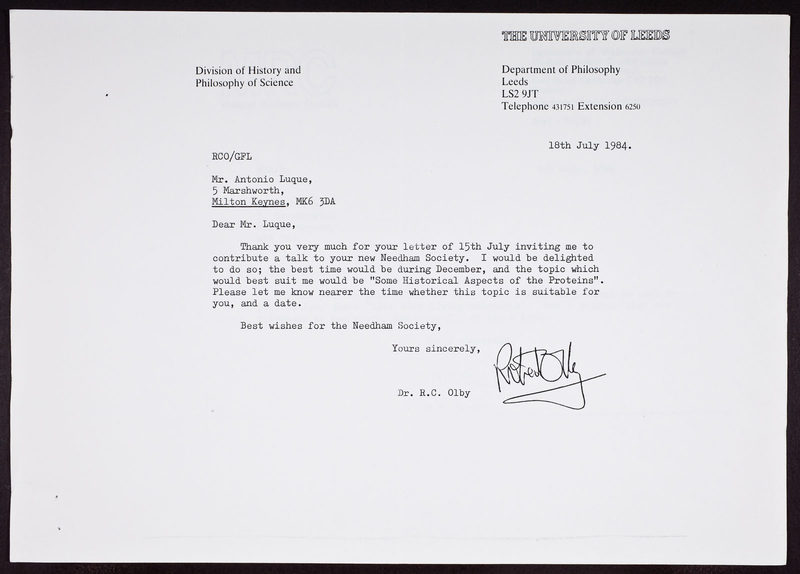 THE UNIVERSITY OF LEEDS
Division of History and
Philosophy of Science
Department of Philosophy
Leeds
LS2 9JT
Telephone 431751 Extension 6250
18th July 1984.
RCO/GFL
Mr. Antonio Luque,
5 Marshworth,
Milton Keynes, MK6 3DA
Dear Mr. Luque,
Thank you very much for your letter of 15th July inviting me to
contribute a talk to your new Needham Society. I would be delighted
to do so; the best time would be during December, and the topic which
would best suit me would be "Some Historical Aspects of the Proteins".
Please let me know nearer the time whether this topic is suitable for
you, and a date.
Best wishes for the Needham Society,
Yours sincerely,
Robert Olby
Dr. R.C. Olby